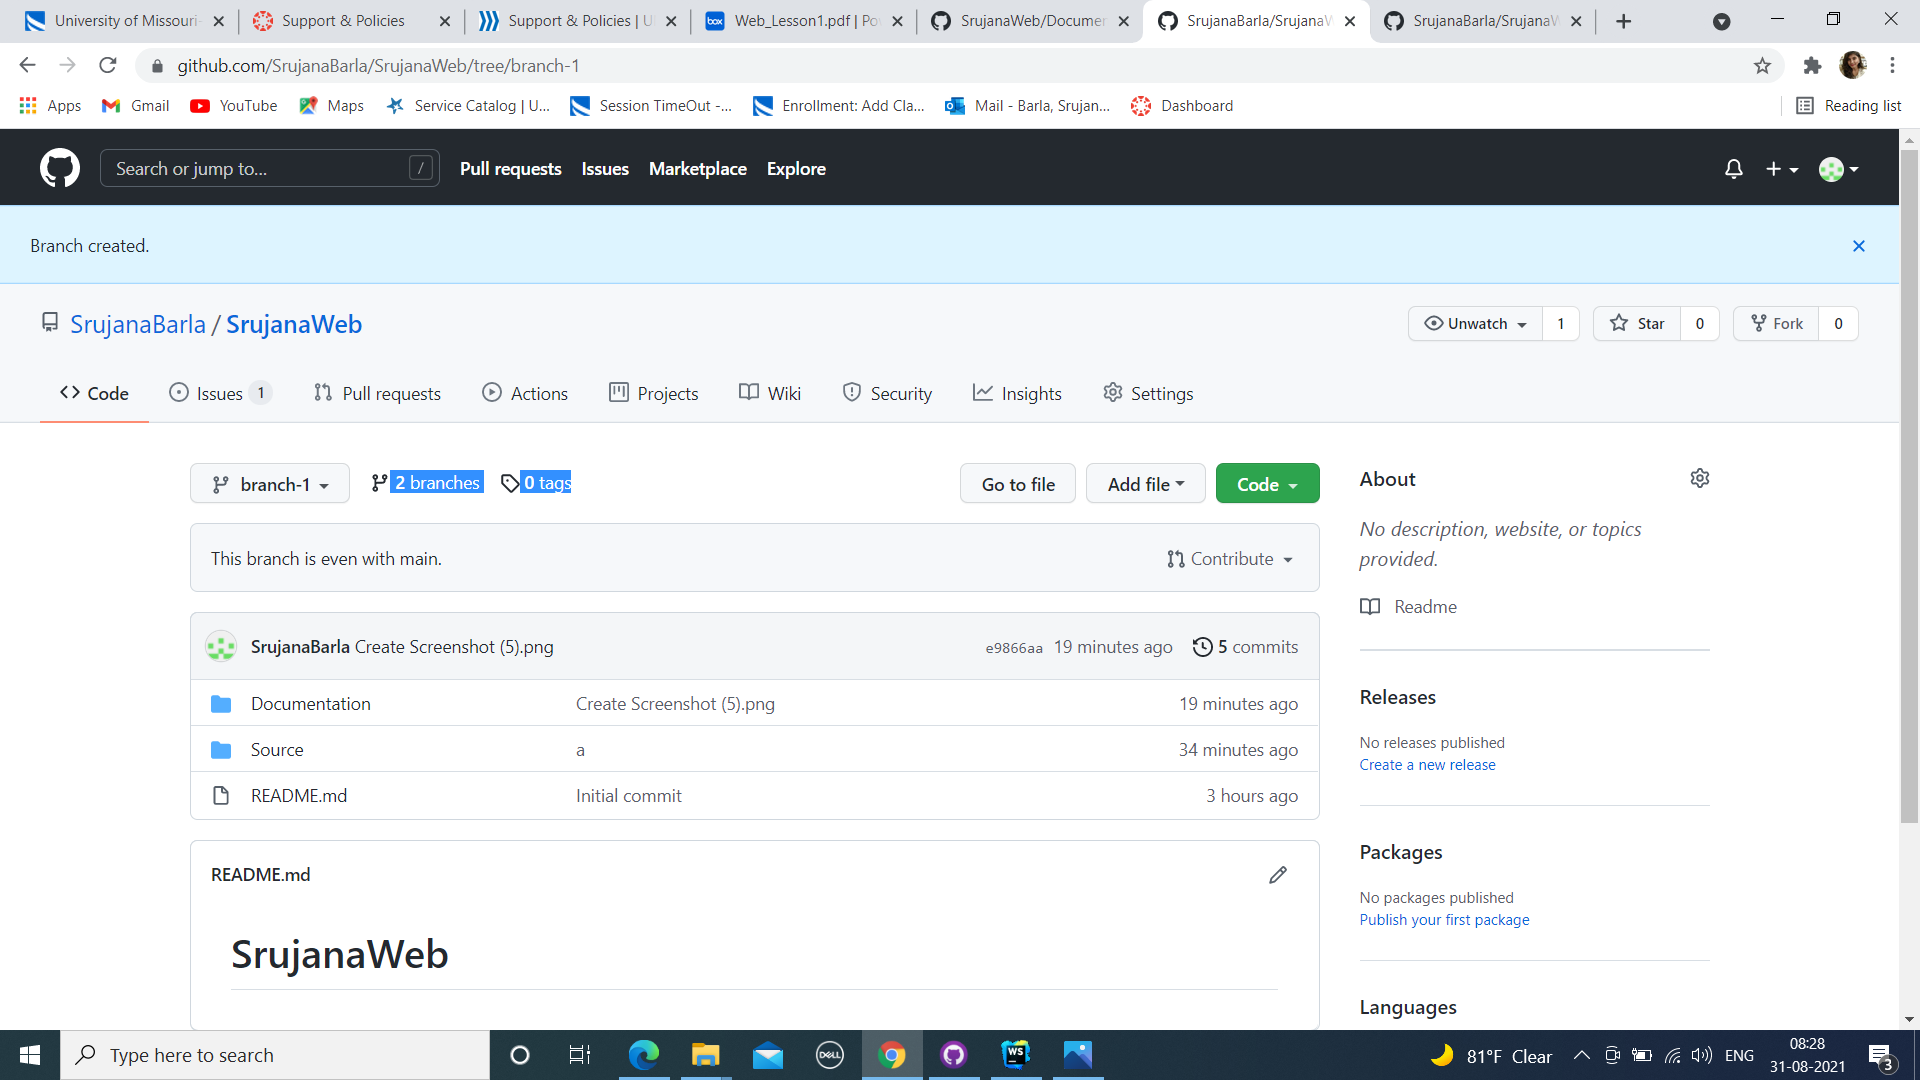 University of Missouri-
Support & Policies
Support & Policies | U
Web_Lesson1.pdf | Po
SrujanaWeb/Documen
SrujanaBarla/SrujanaW
SrujanaBarla/SrujanaW
github.com/SrujanaBarla/SrujanaWeb/tree/branch-1
Apps
Gmail
YouTube
Maps
Service Catalog | U...
Session TimeOut -...
Enrollment: Add Cla...
Mail - Barla, Srujan...
Dashboard
Reading list
Search or jump to...
/
Pull requests
Issues
Marketplace
Explore
Branch created.
SrujanaBarla / SrujanaWeb
Unwatch
1
Star
0
Fork
0
Code
Issues 1
Pull requests
Actions
Projects
Wiki
Security
Insights
Settings
branch-1
2 branches
0 tags
Go to file
Add file
Code
This branch is even with main.
Contribute
SrujanaBarla Create Screenshot (5).png
e9866aa 19 minutes ago
5 commits
Documentation
Create Screenshot (5).png
19 minutes ago
Source
a
34 minutes ago
README.md
Initial commit
3 hours ago
README.md
SrujanaWeb
About
No description, website, or topics
provided.
Readme
Releases
No releases published
Create a new release
Packages
No packages published
Publish your first package
Languages
Type here to search
box
DELL
WS
81°F Clear
ENG
08:28
31-08-2021
3